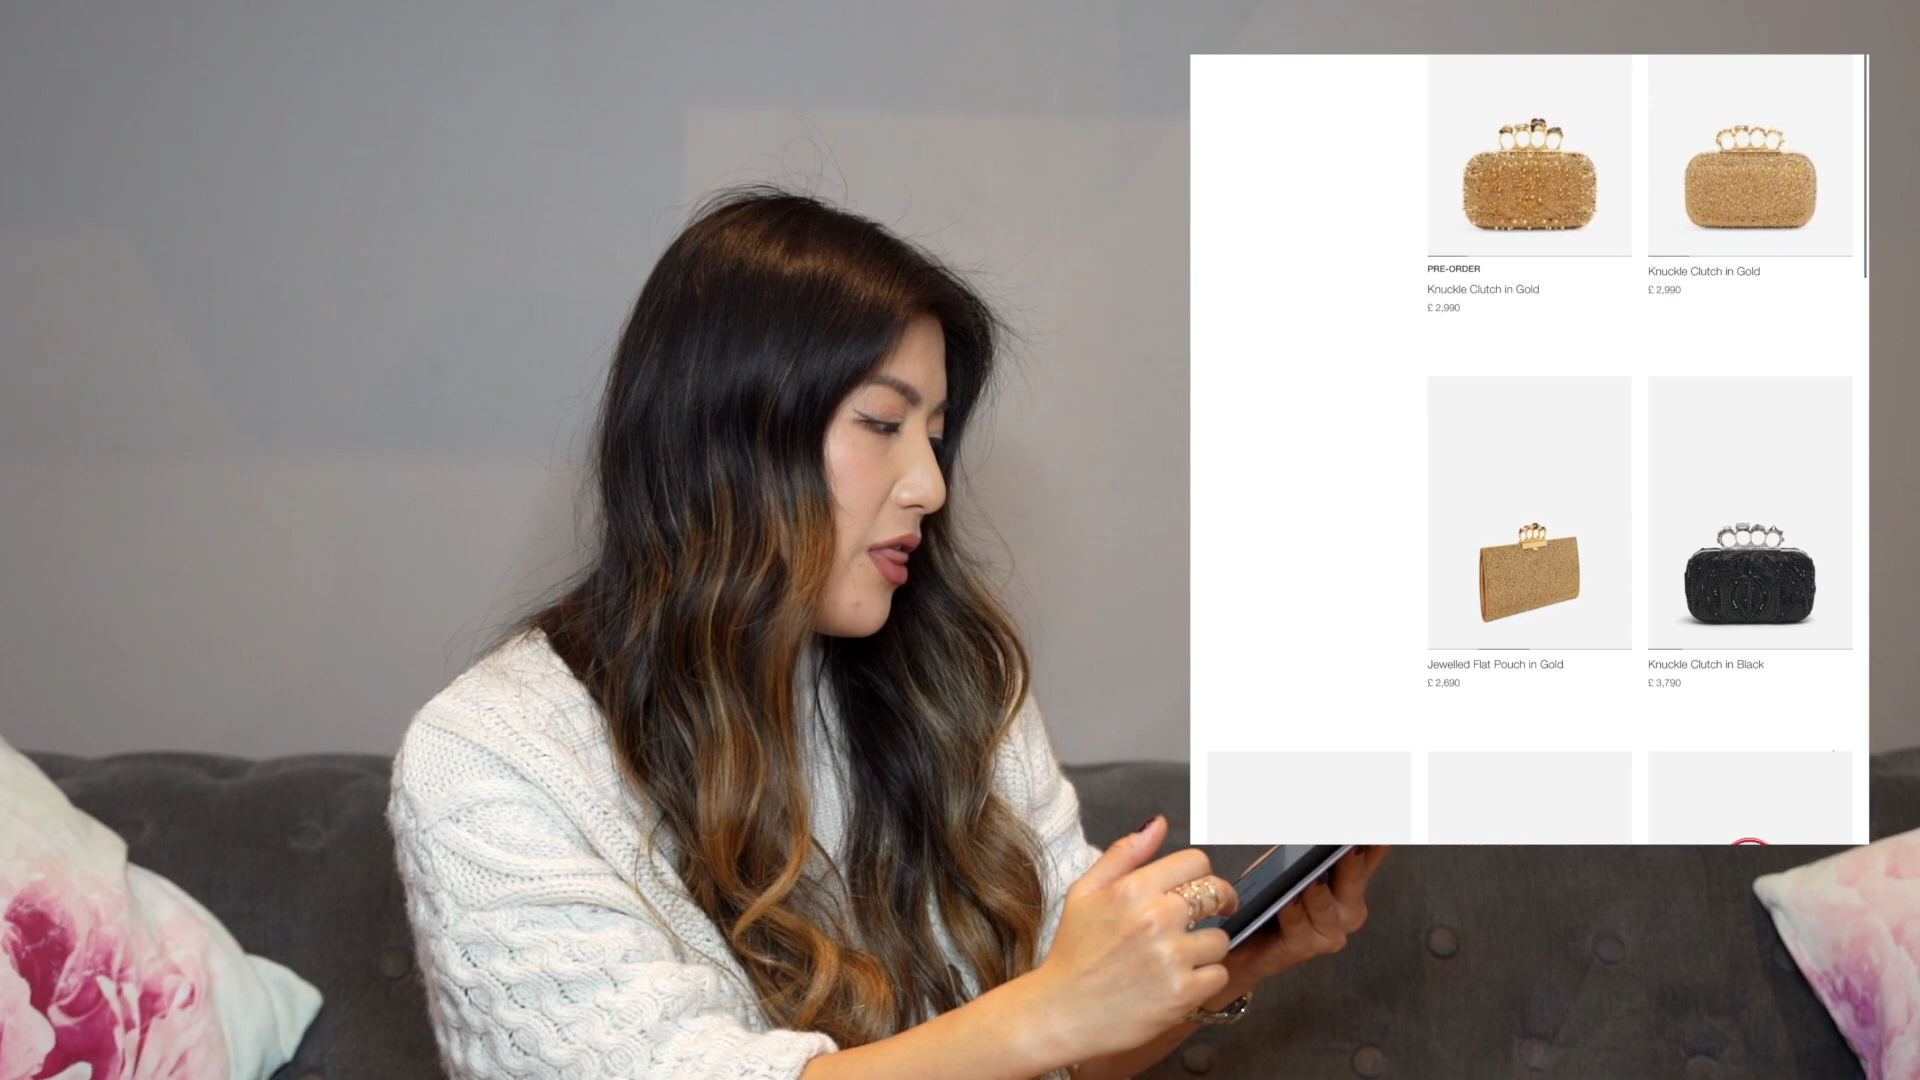 PRE-ORDER
Knuckle Clutch in Gold
£ 2,990
Knuckle Clutch in Gold
£ 2,990
Jewelled Flat Pouch in Gold
£ 2,690
Knuckle Clutch in Black
£ 3,790